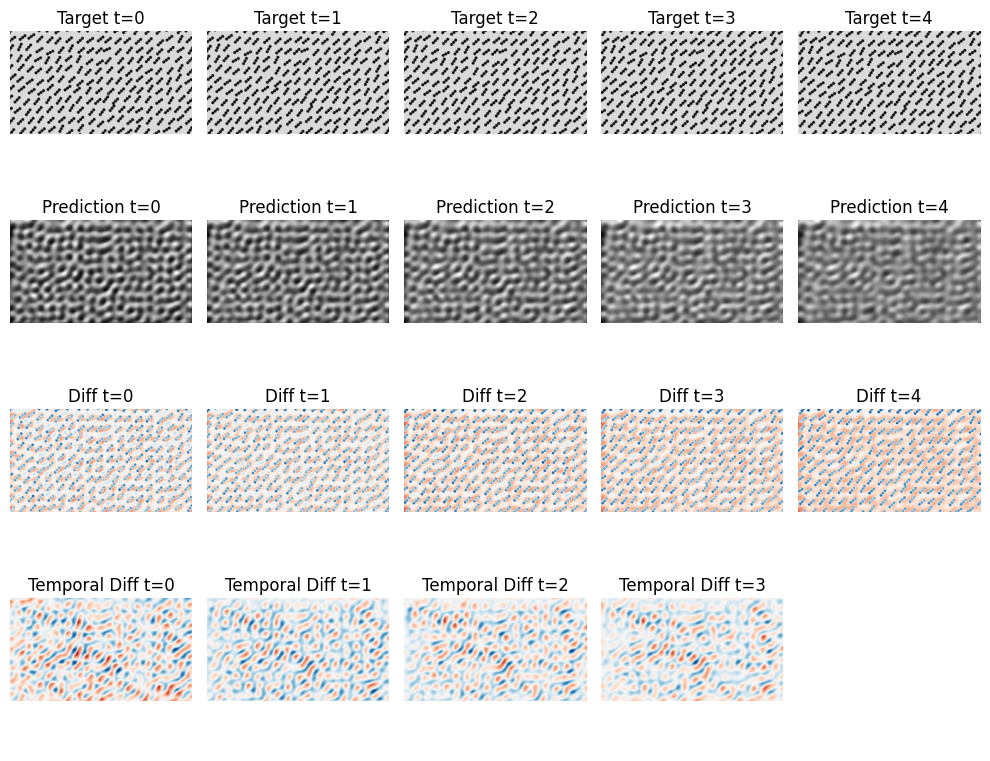 Target t=0 Target t=1 Target t=2 Target t=3 Target t=4
Prediction t=0 Prediction t=1 Prediction t=2 Prediction t=3 Prediction t=4
Diff t=0 Diff t=1 Diff t=2 Diff t=3 Diff t=4
Temporal Diff t=0 Temporal Diff t=1 Temporal Diff t=2 Temporal Diff t=3